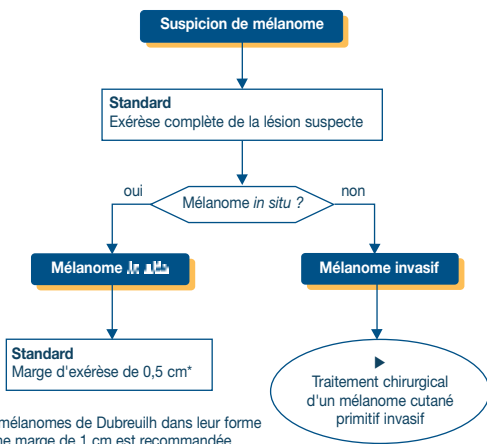 Suspicion de mélanome
Standard
Exérèse complète de la lésion suspecte
oui
Mélanome in situ ?
non
Mélanome
Mélanome invasif
Standard
Marge d'exérèse de 0,5 cm*
Traitement chirurgical
d'un mélanome cutané
primitif invasif
mélanomes de Dubreuilh dans leur forme
marge de 1 cm est recommandée